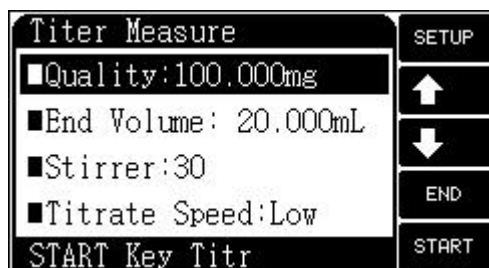 Titer Measure
SETUP
Quality:100.000mg
End Volume: 20.000mL
Stirrer:30
Titrate Speed:Low
END
START Key Titr
START